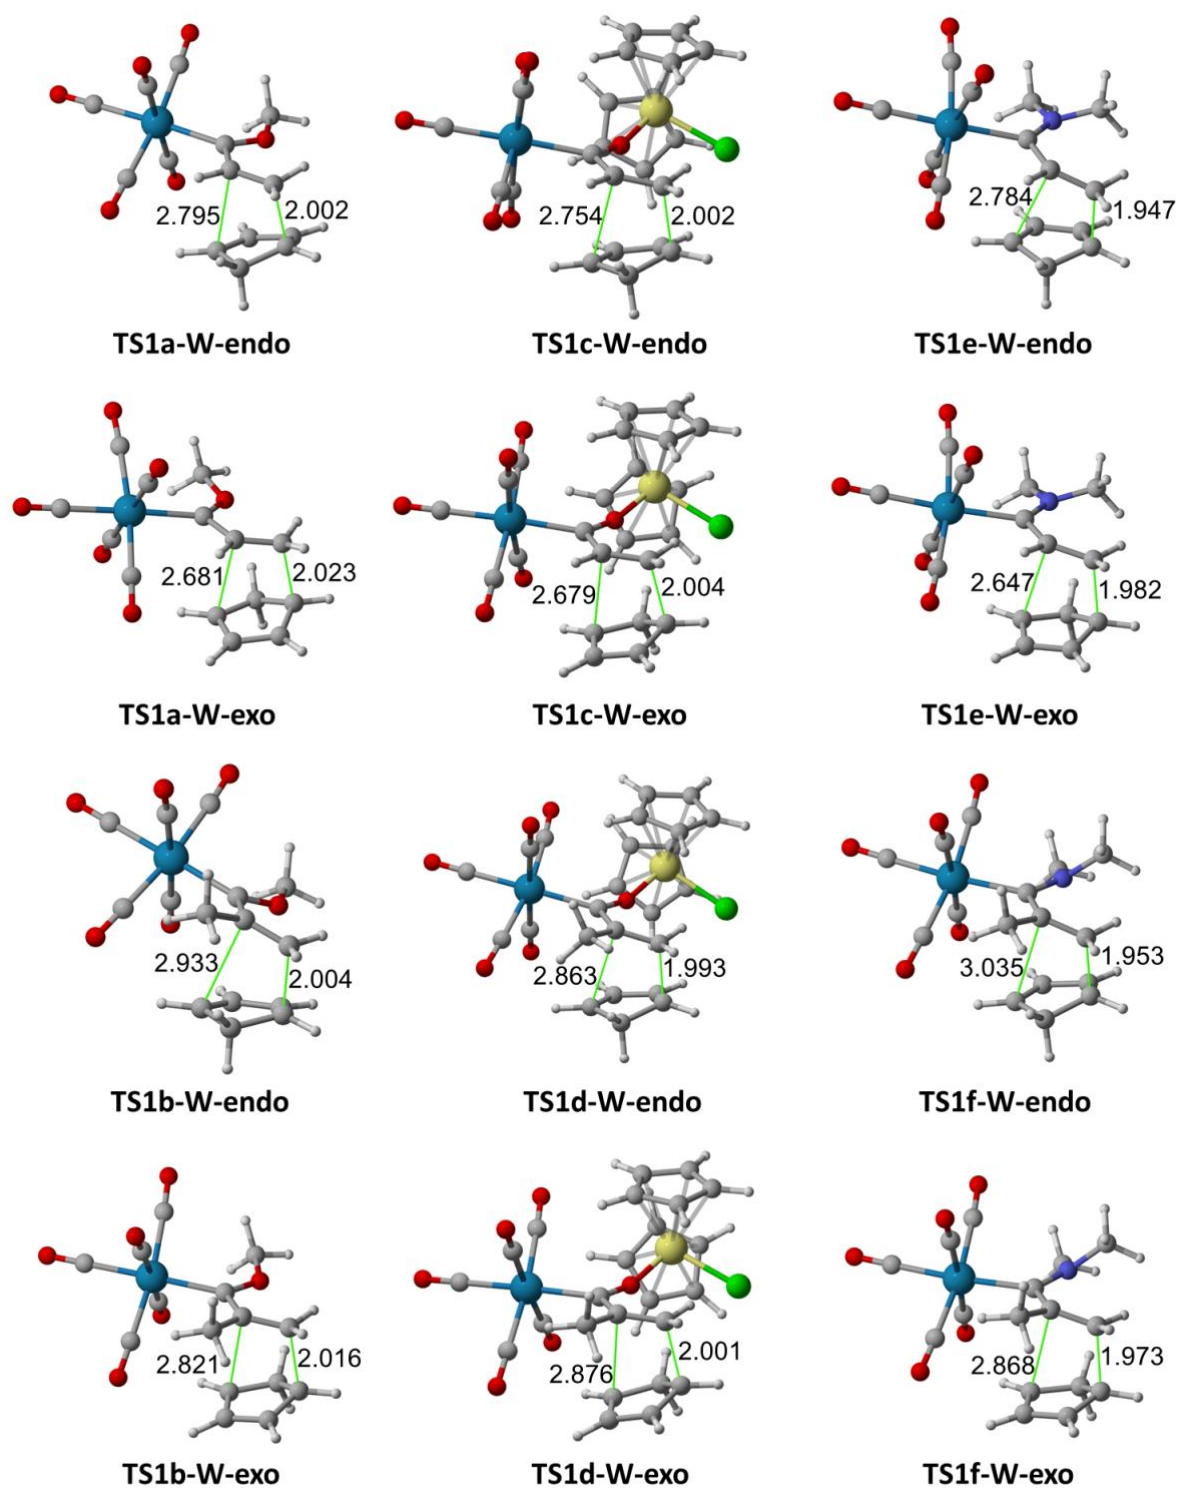 2.795 2.002 2.754 2.002 2.784 1.947
TS1a-W-endo TS1c-W-endo TS1e-W-endo
2.681 2.023 2.679 2.004 2.647 1.982
TS1a-W-exo TS1c-W-exo TS1e-W-exo
2.933 2.004 2.863 1.993 3.035 1.953
TS1b-W-endo TS1d-W-endo TS1f-W-endo
2.821 2.016 2.876 2.001 2.868 1.973
TS1b-W-exo TS1d-W-exo TS1f-W-exo